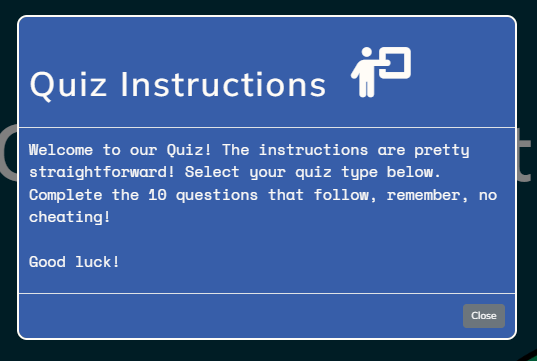 Quiz Instructions
Welcome to our Quiz! The instructions are pretty
straightforward! Select your quiz type below.
Complete the 10 questions that follow, remember, no
cheating!
Good luck!
Close